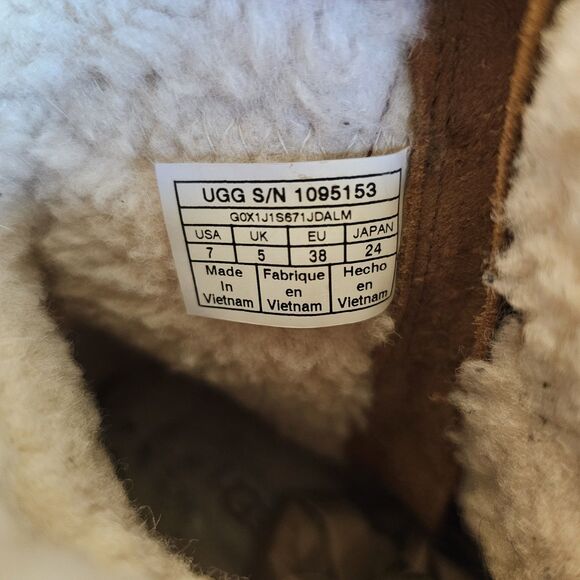 UGG S/N 1095153
G0X1J1S671JDALM
USA UK EU JAPAN
7 5 38 24
Made Fabrique Hecho
In en en
Vietnam Vietnam Vietnam